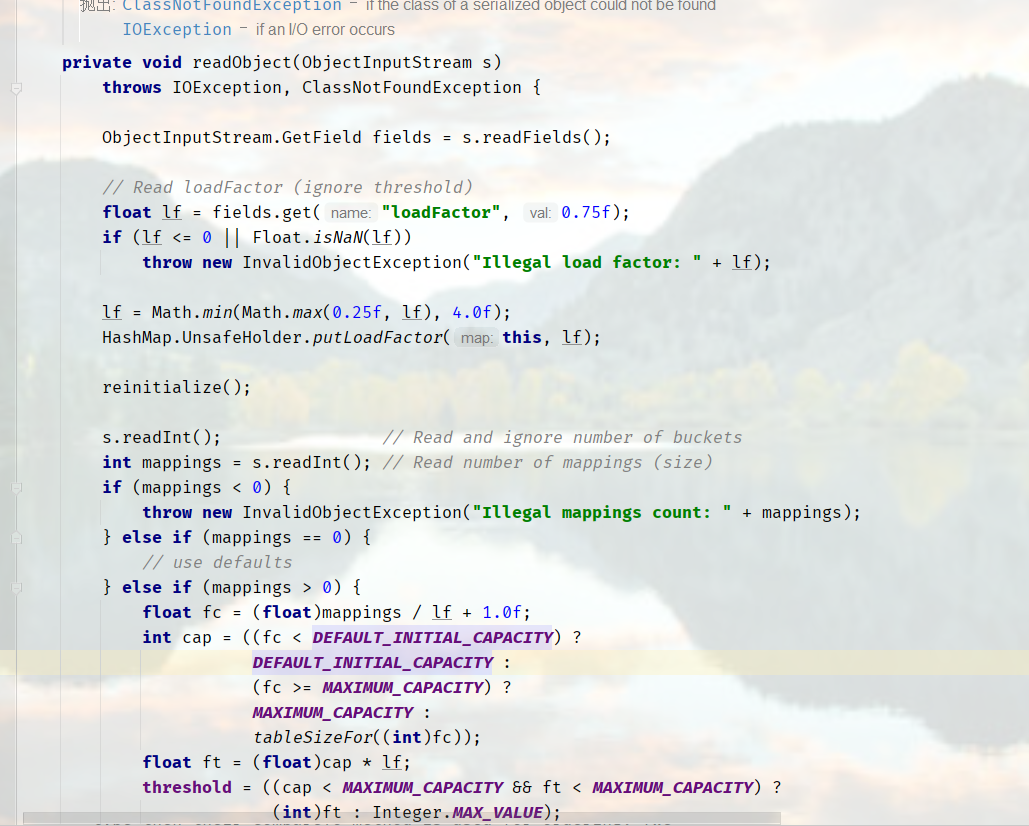 抛出: ClassNotFoundException – if the class of a serialized object could not be found
IOException – if an I/O error occurs
private void readObject(ObjectInputStream s)
throws IOException, ClassNotFoundException {
ObjectInputStream.GetField fields = s.readFields();
// Read loadFactor (ignore threshold)
float lf = fields.get( name: "loadFactor", val: 0.75f);
if (lf <= 0 || Float.isNaN(lf))
throw new InvalidObjectException("Illegal load factor: " + lf);
lf = Math.min(Math.max(0.25f, lf), 4.0f);
HashMap.UnsafeHolder.putLoadFactor( map: this, lf);
reinitialize();
s.readInt(); // Read and ignore number of buckets
int mappings = s.readInt(); // Read number of mappings (size)
if (mappings < 0) {
throw new InvalidObjectException("Illegal mappings count: " + mappings);
} else if (mappings == 0) {
// use defaults
} else if (mappings > 0) {
float fc = (float)mappings / lf + 1.0f;
int cap = ((fc < DEFAULT_INITIAL_CAPACITY) ?
DEFAULT_INITIAL_CAPACITY :
(fc >= MAXIMUM_CAPACITY) ?
MAXIMUM_CAPACITY :
tableSizeFor((int)fc));
float ft = (float)cap * lf;
threshold = ((cap < MAXIMUM_CAPACITY && ft < MAXIMUM_CAPACITY) ?
(int)ft : Integer.MAX_VALUE);